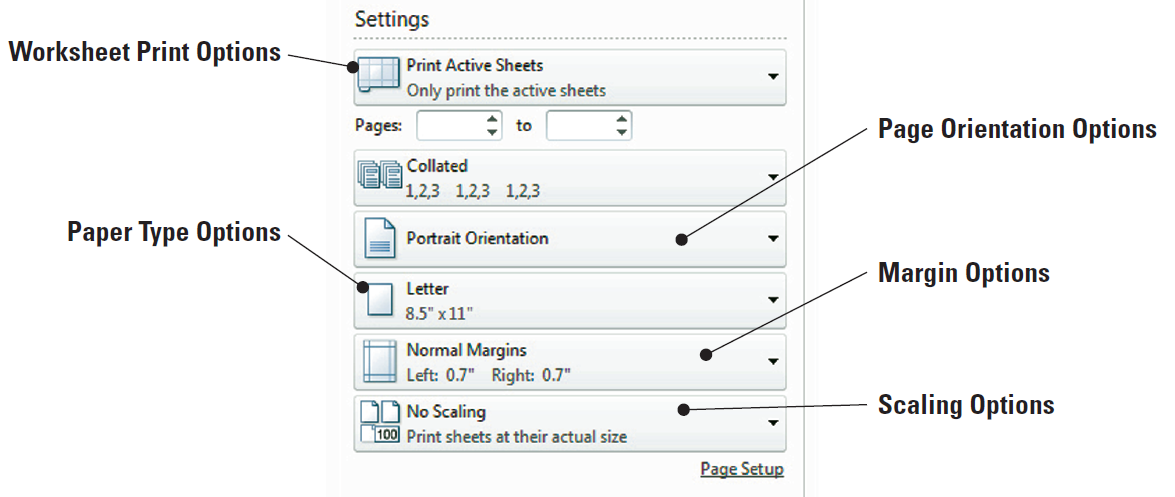 Settings
Worksheet Print Options
Print Active Sheets
Only print the active sheets
Pages: to
Page Orientation Options
Collated
1,2,3 1,2,3 1,2,3
Paper Type Options
Portrait Orientation
Margin Options
Letter
8.5" x 11"
Normal Margins
Left: 0.7" Right: 0.7"
Scaling Options
No Scaling
100
Print sheets at their actual size
Page Setup